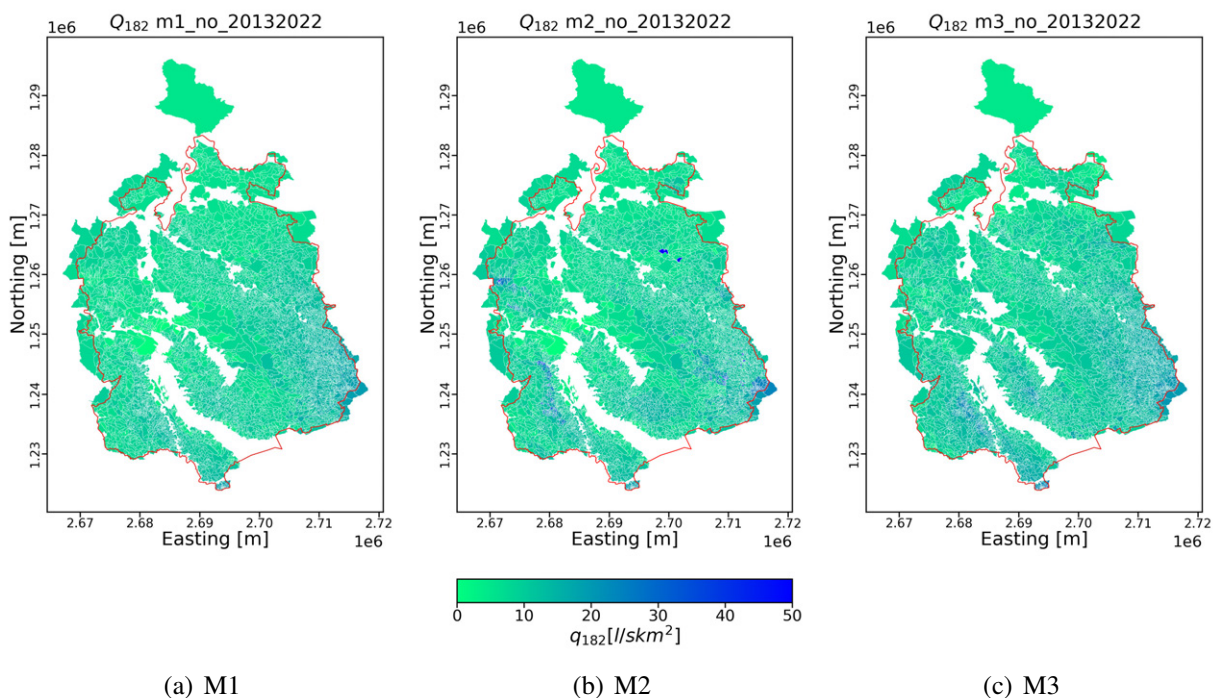 Q182 m1_no_20132022
1e6
Northing [m]
1.29
1.28
1.27
1.26
1.25
1.24
1.23
2.67 2.68 2.69 2.70 2.71 2.72
Easting [m]
1e6
Q182 m2_no_20132022
1e6
Northing [m]
1.29
1.28
1.27
1.26
1.25
1.24
1.23
2.67 2.68 2.69 2.70 2.71 2.72
Easting [m]
1e6
Q182 m3_no_20132022
1e6
Northing [m]
1.29
1.28
1.27
1.26
1.25
1.24
1.23
2.67 2.68 2.69 2.70 2.71 2.72
Easting [m]
1e6
0 10 20 30 40 50
q182[l/skm²]
(a) M1
(b) M2
(c) M3